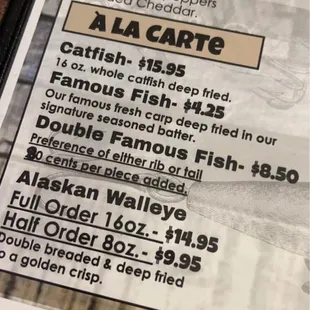 Cheddar.
À LA CARTE
Catfish- $15.95
16 oz. whole catfish deep fried.
Famous Fish- $4.25
Our famous fresh carp deep fried in our
signature seasoned batter.
Double Famous Fish- $8.50
Preference of either rib or tail
cents per piece added.
Alaskan Walleye
Full Order 16oz. - $14.95
Half Order 8oz. - $9.95
Double breaded & deep fried
to a golden crisp.